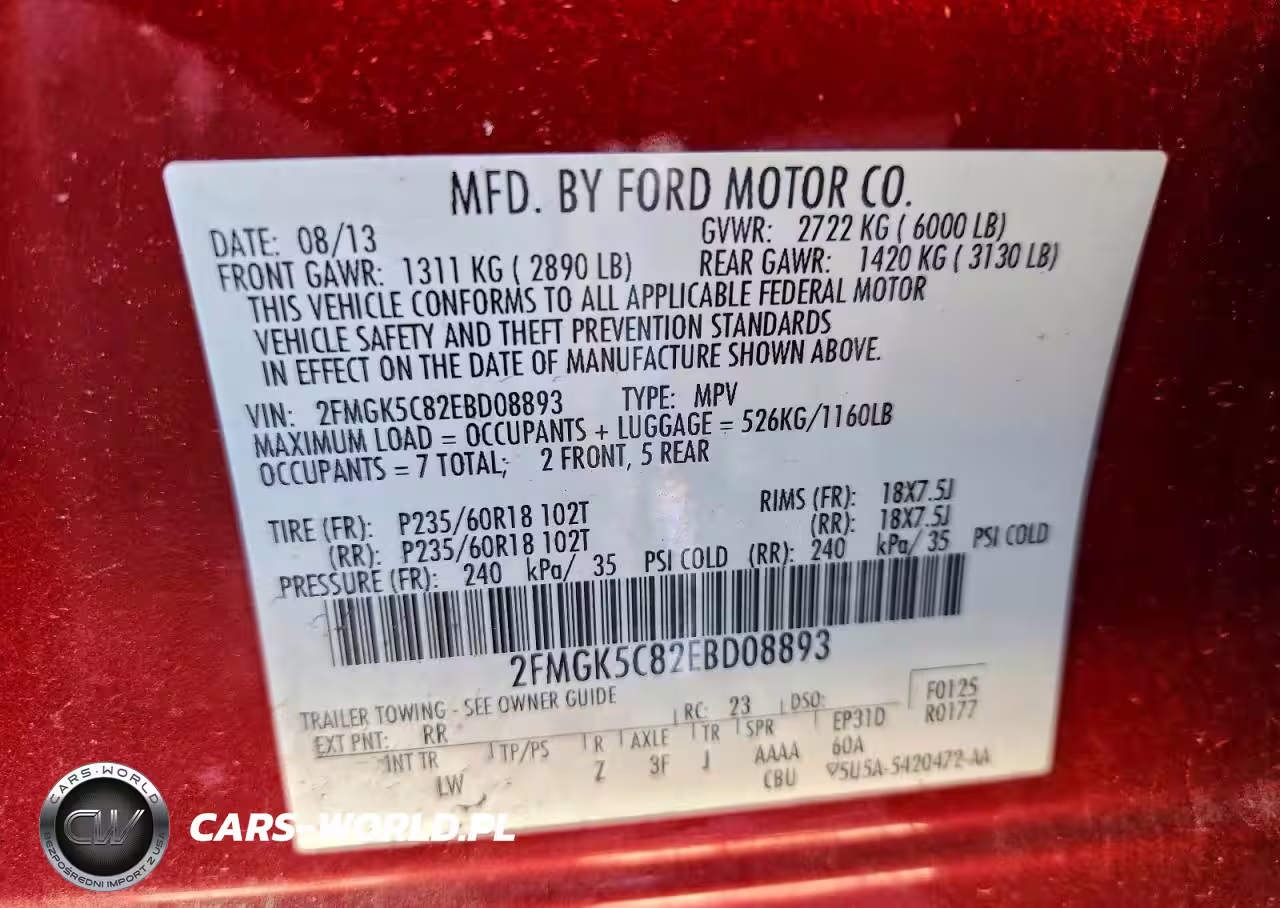 MFD. BY FORD MOTOR CO.
DATE: 08/13 GVWR: 2722 KG ( 6000 LB)
FRONT GAWR: 1311 KG ( 2890 LB) REAR GAWR: 1420 KG ( 3130 LB)
THIS VEHICLE CONFORMS TO ALL APPLICABLE FEDERAL MOTOR
VEHICLE SAFETY AND THEFT PREVENTION STANDARDS
IN EFFECT ON THE DATE OF MANUFACTURE SHOWN ABOVE.
VIN: 2FMGK5C82EBD08893 TYPE: MPV
MAXIMUM LOAD = OCCUPANTS + LUGGAGE = 526KG/1160LB
OCCUPANTS = 7 TOTAL; 2 FRONT, 5 REAR
TIRE (FR): P235/60R18 102T RIMS (FR): 18X7.5J
(RR): P235/60R18 102T (RR): 18X7.5J
PRESSURE (FR): 240 kPa/ 35 PSI COLD (RR): 240 kPa/ 35 PSI COLD
2FMGK5C82EBD08893
TRAILER TOWING - SEE OWNER GUIDE
EXT PNT: RR RC: 23 DSO: F0125
R0177
INT TR TP/PS R AXLE TR SPR EP31D
LW Z 3F J AAAA 60A
CBU 5U5A-5420472-AA
CARS-WORLD
CW
BEZPOŚREDNI IMPORT Z USA
CARS-WORLD.PL